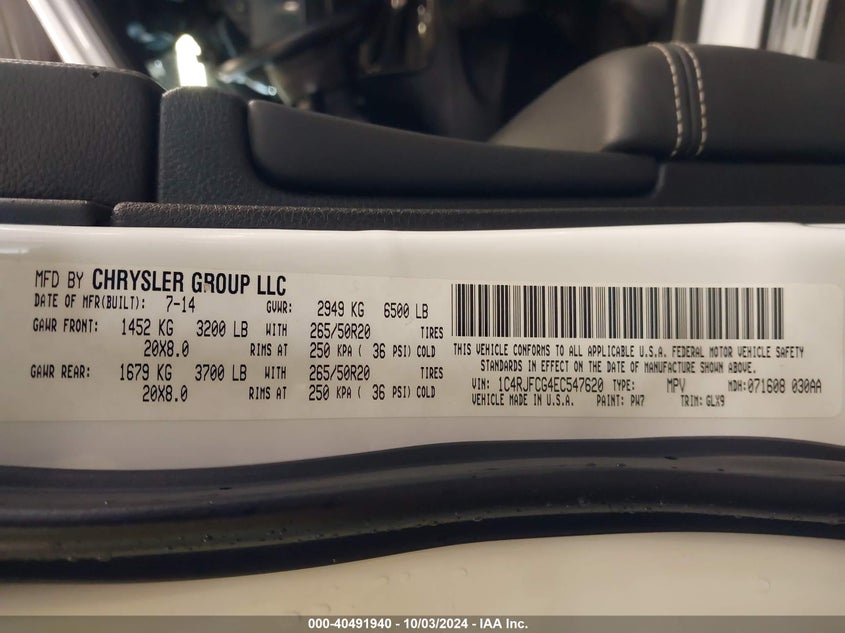 MFD BY CHRYSLER GROUP LLC
DATE OF MFR(BUILT): 7-14 GVWR: 2949 KG 6500 LB
GAWR FRONT: 1452 KG 3200 LB WITH 265/50R20 TIRES
20X8.0 RIMS AT 250 KPA ( 36 PSI) COLD
GAWR REAR: 1679 KG 3700 LB WITH 265/50R20 TIRES
20X8.0 RIMS AT 250 KPA ( 36 PSI) COLD
THIS VEHICLE CONFORMS TO ALL APPLICABLE U.S.A. FEDERAL MOTOR VEHICLE SAFETY
STANDARDS IN EFFECT ON THE DATE OF MANUFACTURE SHOWN ABOVE.
VIN: 1C4RJFCG4EC547620 TYPE: MPV MDH: 071608 030AA
VEHICLE MADE IN U.S.A. PAINT: PW7 TRIM: GLX9
000-40491940 - 10/03/2024 - IAA Inc.